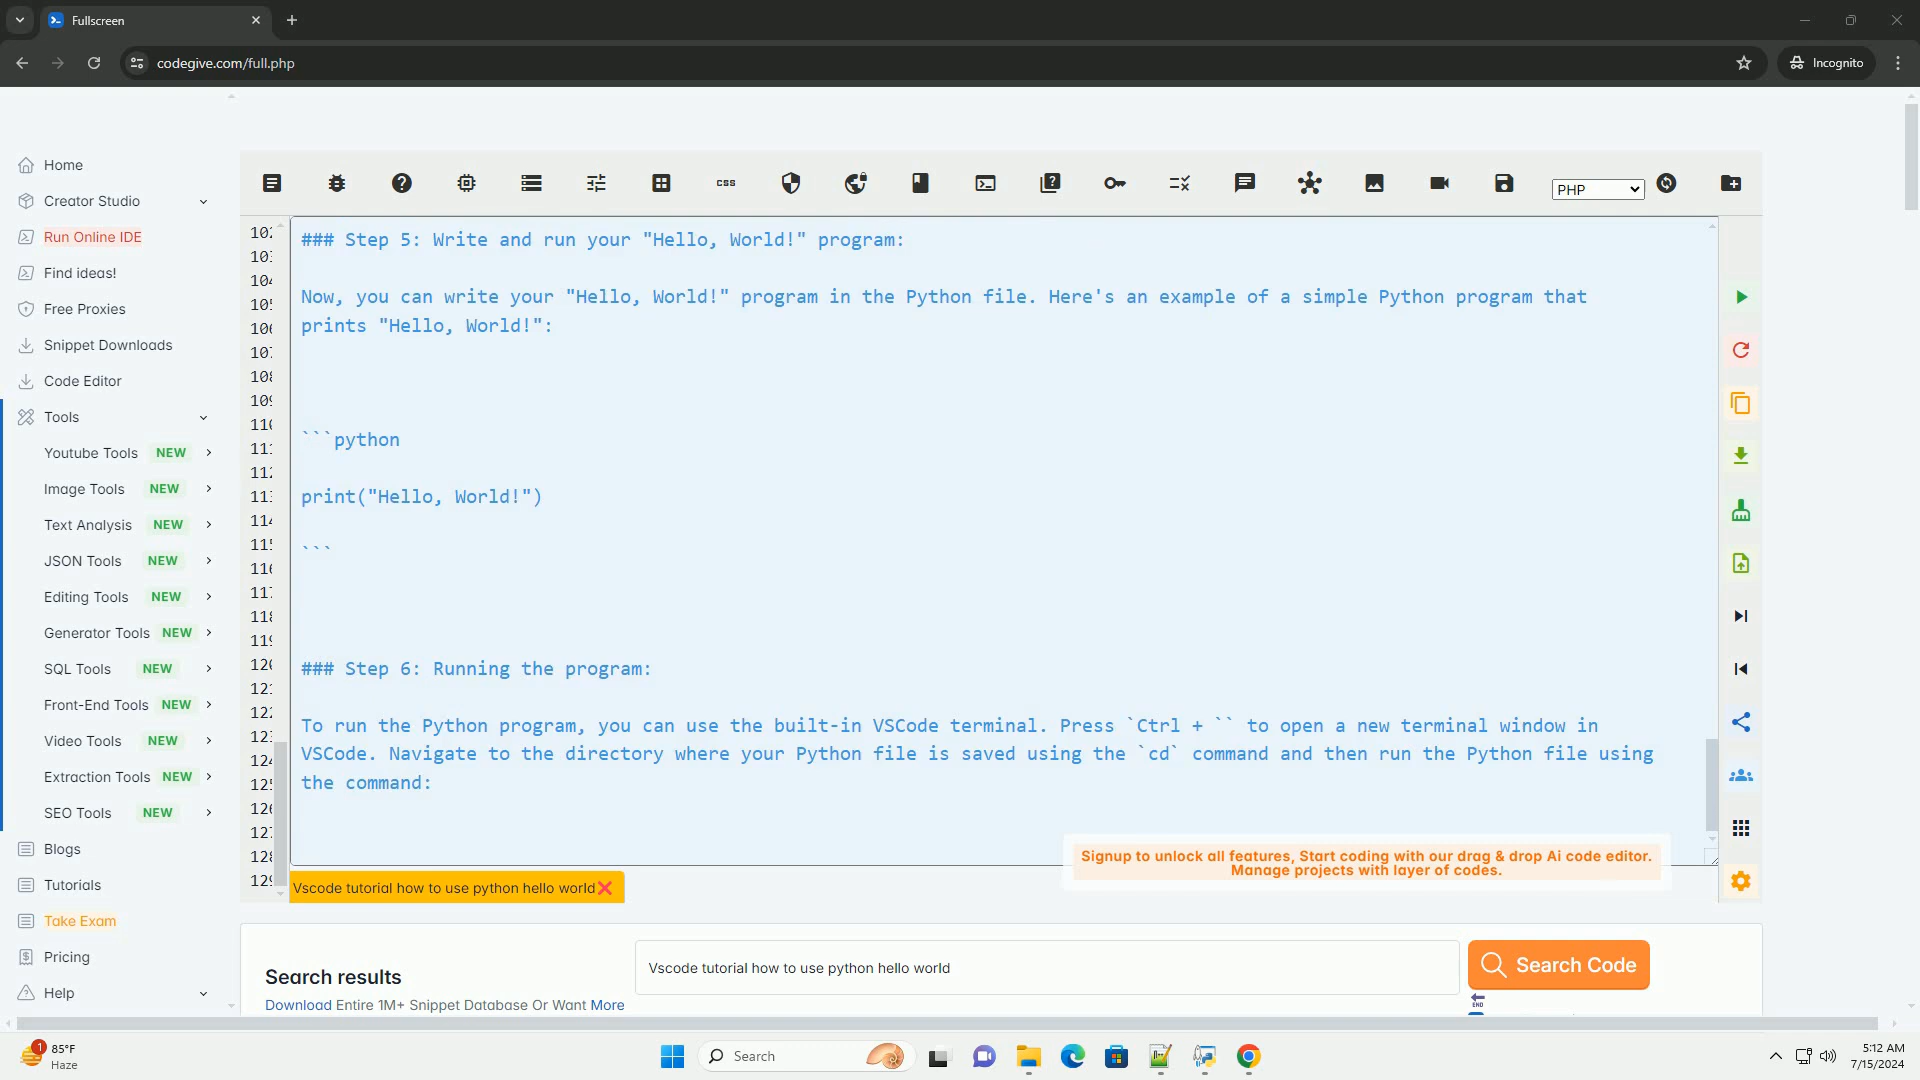 Fullscreen
codegive.com/full.php
Incognito
Home
Creator Studio
Run Online IDE
Find ideas!
Free Proxies
Snippet Downloads
Code Editor
Tools
Youtube Tools NEW
Image Tools NEW
Text Analysis NEW
JSON Tools NEW
Editing Tools NEW
Generator Tools NEW
SQL Tools NEW
Front-End Tools NEW
Video Tools NEW
Extraction Tools NEW
SEO Tools NEW
Blogs
Tutorials
Take Exam
Pricing
Help
CSS
PHP
### Step 5: Write and run your "Hello, World!" program:
Now, you can write your "Hello, World!" program in the Python file. Here's an example of a simple Python program that
prints "Hello, World!":
```python
print("Hello, World!")
```
### Step 6: Running the program:
To run the Python program, you can use the built-in VSCode terminal. Press `Ctrl + `` to open a new terminal window in
VSCode. Navigate to the directory where your Python file is saved using the `cd` command and then run the Python file using
the command:
Signup to unlock all features, Start coding with our drag & drop Ai code editor.
Manage projects with layer of codes.
Vscode tutorial how to use python hello world
Search results
Download Entire 1M+ Snippet Database Or Want More
Vscode tutorial how to use python hello world
Search Code
END
1
85°F
Haze
Search
5:12 AM
7/15/2024